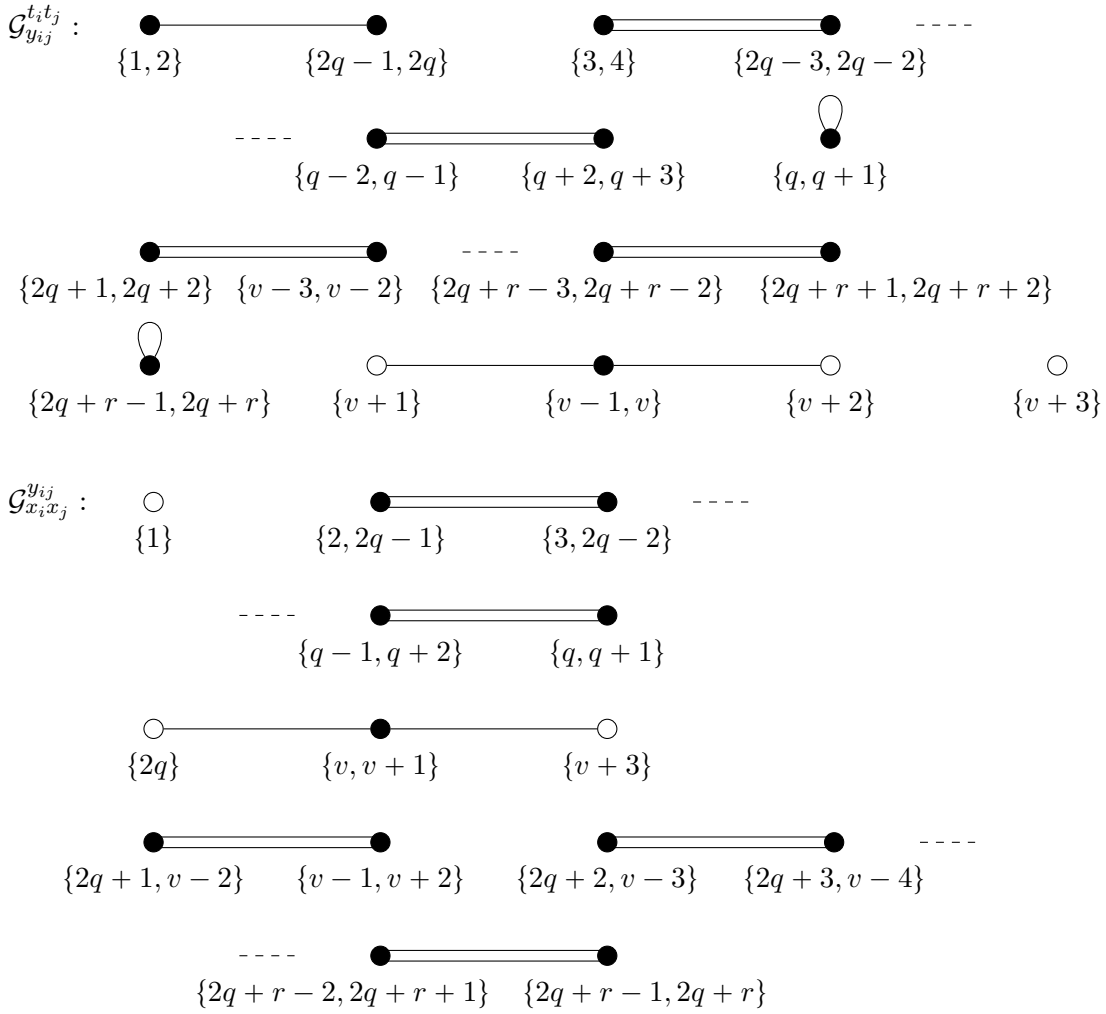 $\mathcal{G}_{y_{ij}}^{t_i t_j}$ :
{1, 2} {2q − 1, 2q} {3, 4} {2q − 3, 2q − 2}
{q − 2, q − 1} {q + 2, q + 3} {q, q + 1}
{2q + 1, 2q + 2} {v − 3, v − 2} {2q + r − 3, 2q + r − 2} {2q + r + 1, 2q + r + 2}
{2q + r − 1, 2q + r} {v + 1} {v − 1, v} {v + 2} {v + 3}
$\mathcal{G}_{x_i x_j}^{y_{ij}}$ :
{1} {2, 2q − 1} {3, 2q − 2}
{q − 1, q + 2} {q, q + 1}
{2q} {v, v + 1} {v + 3}
{2q + 1, v − 2} {v − 1, v + 2} {2q + 2, v − 3} {2q + 3, v − 4}
{2q + r − 2, 2q + r + 1} {2q + r − 1, 2q + r}